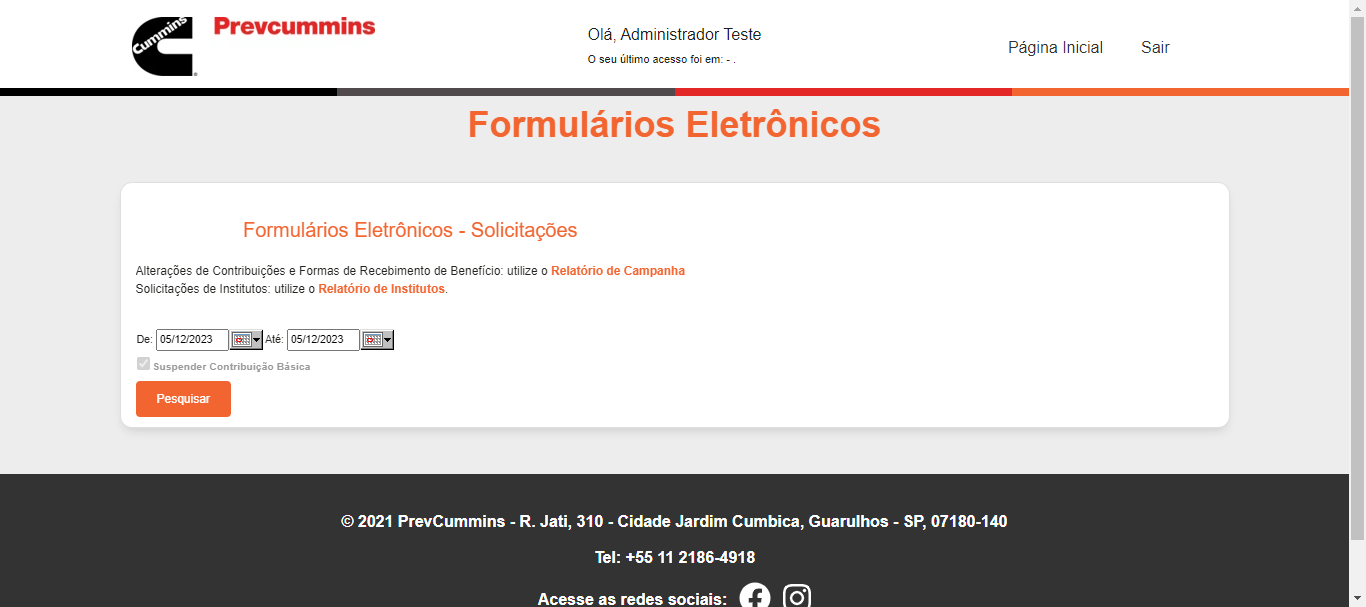 Cummins
Prevcummins
Olá, Administrador Teste
O seu último acesso foi em: - .
Página Inicial
Sair
Formulários Eletrônicos
Formulários Eletrônicos - Solicitações
Alterações de Contribuições e Formas de Recebimento de Benefício: utilize o Relatório de Campanha
Solicitações de Institutos: utilize o Relatório de Institutos.
De: 05/12/2023 Até: 05/12/2023
Suspender Contribuição Básica
Pesquisar
© 2021 PrevCummins - R. Jati, 310 - Cidade Jardim Cumbica, Guarulhos - SP, 07180-140
Tel: +55 11 2186-4918
Acesse as redes sociais: